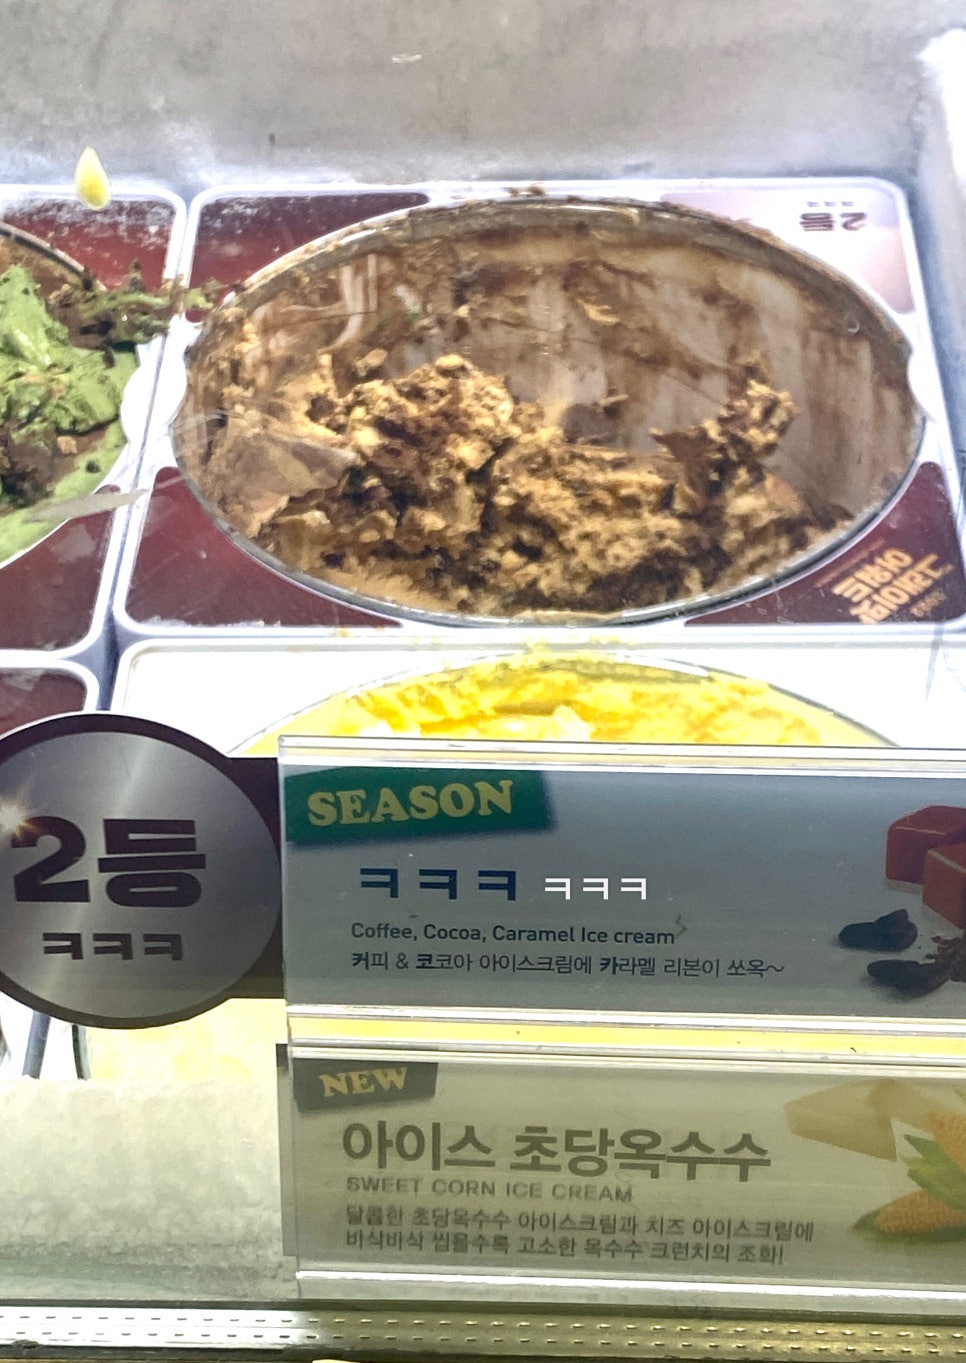 2등
SEASON
ㅋㅋㅋ ㅋㅋㅋ
Coffee, Cocoa, Caramel Ice cream
커피 & 코코아 아이스크림에 카라멜 리본이 쏘옥~
2등
ㅋㅋㅋ
NEW
아이스 초당옥수수
SWEET CORN ICE CREAM
달콤한 초당옥수수 아이스크림과 치즈 아이스크림에
바삭바삭 씹을수록 고소한 옥수수 크런치의 조화!